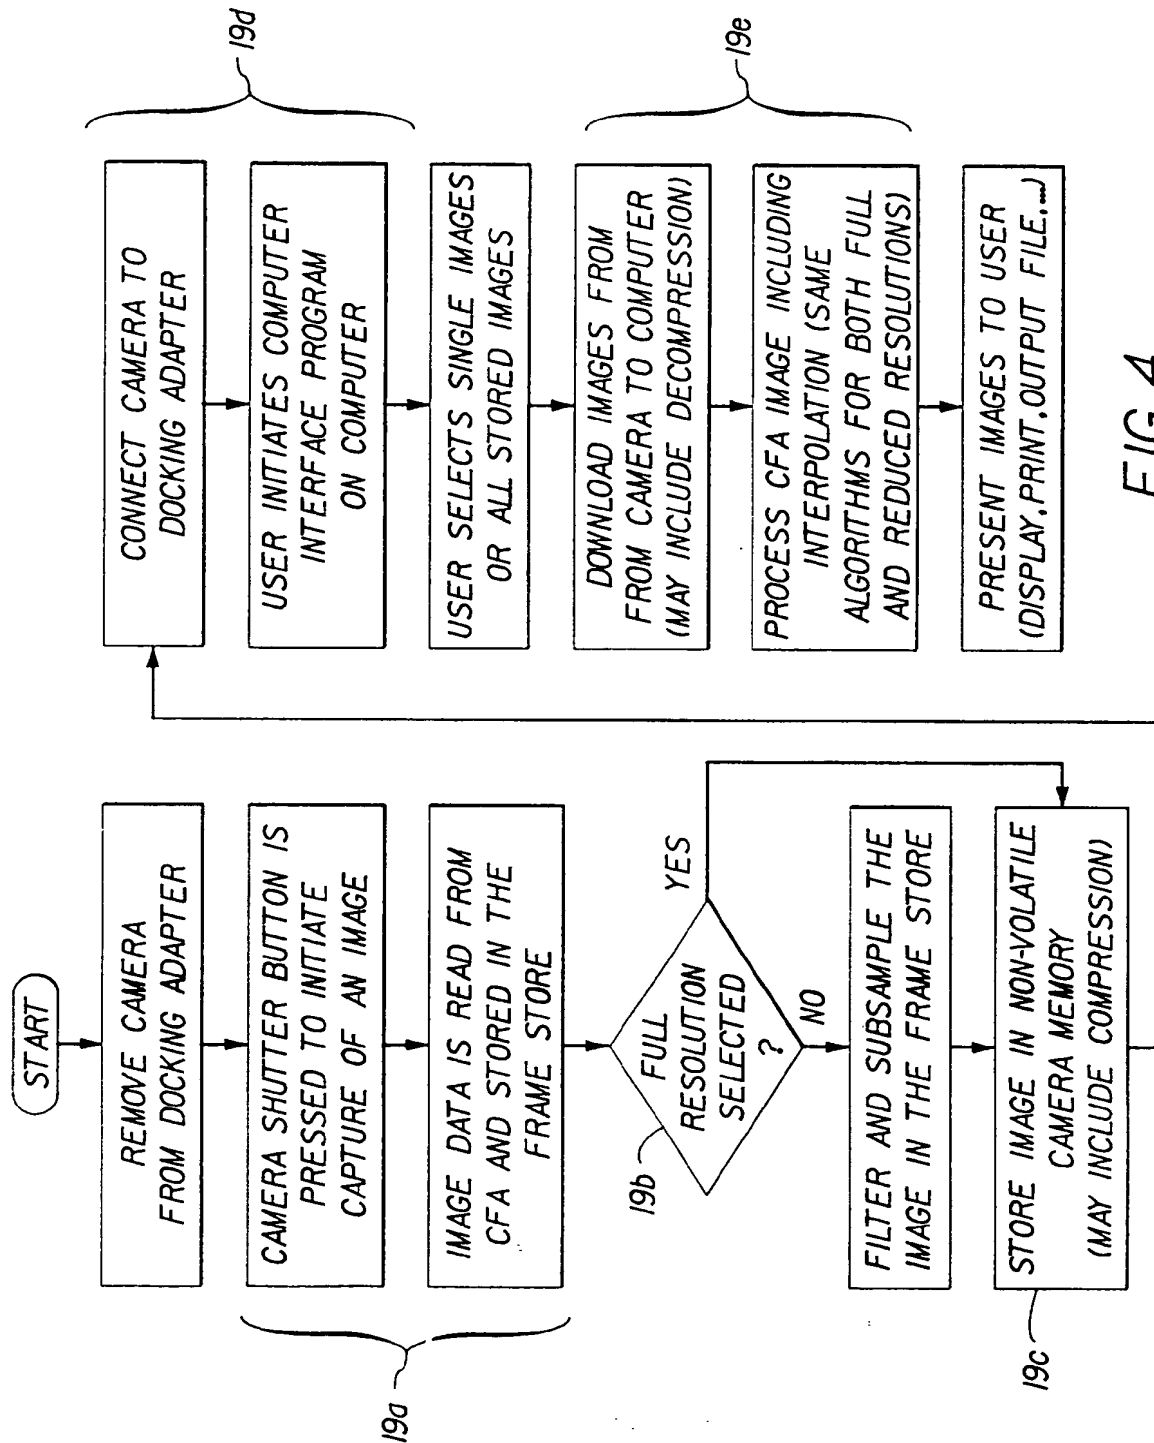 START
REMOVE CAMERA
FROM DOCKING ADAPTER
CAMERA SHUTTER BUTTON IS
PRESSED TO INITIATE
CAPTURE OF AN IMAGE
IMAGE DATA IS READ FROM
CFA AND STORED IN THE
FRAME STORE
19a
FULL
RESOLUTION
SELECTED
?
YES
NO
19b
FILTER AND SUBSAMPLE THE
IMAGE IN THE FRAME STORE
STORE IMAGE IN NON-VOLATILE
CAMERA MEMORY
(MAY INCLUDE COMPRESSION)
19c
CONNECT CAMERA TO
DOCKING ADAPTER
USER INITIATES COMPUTER
INTERFACE PROGRAM
ON COMPUTER
19d
USER SELECTS SINGLE IMAGES
OR ALL STORED IMAGES
DOWNLOAD IMAGES FROM
FROM CAMERA TO COMPUTER
(MAY INCLUDE DECOMPRESSION)
PROCESS CFA IMAGE INCLUDING
INTERPOLATION (SAME
ALGORITHMS FOR BOTH FULL
AND REDUCED RESOLUTIONS)
19e
PRESENT IMAGES TO USER
(DISPLAY,PRINT,OUTPUT FILE,...)
FIG. 4